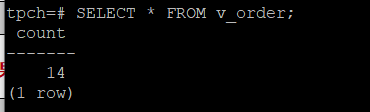 tpch=# SELECT * FROM v_order;
count
-------
14
(1 row)